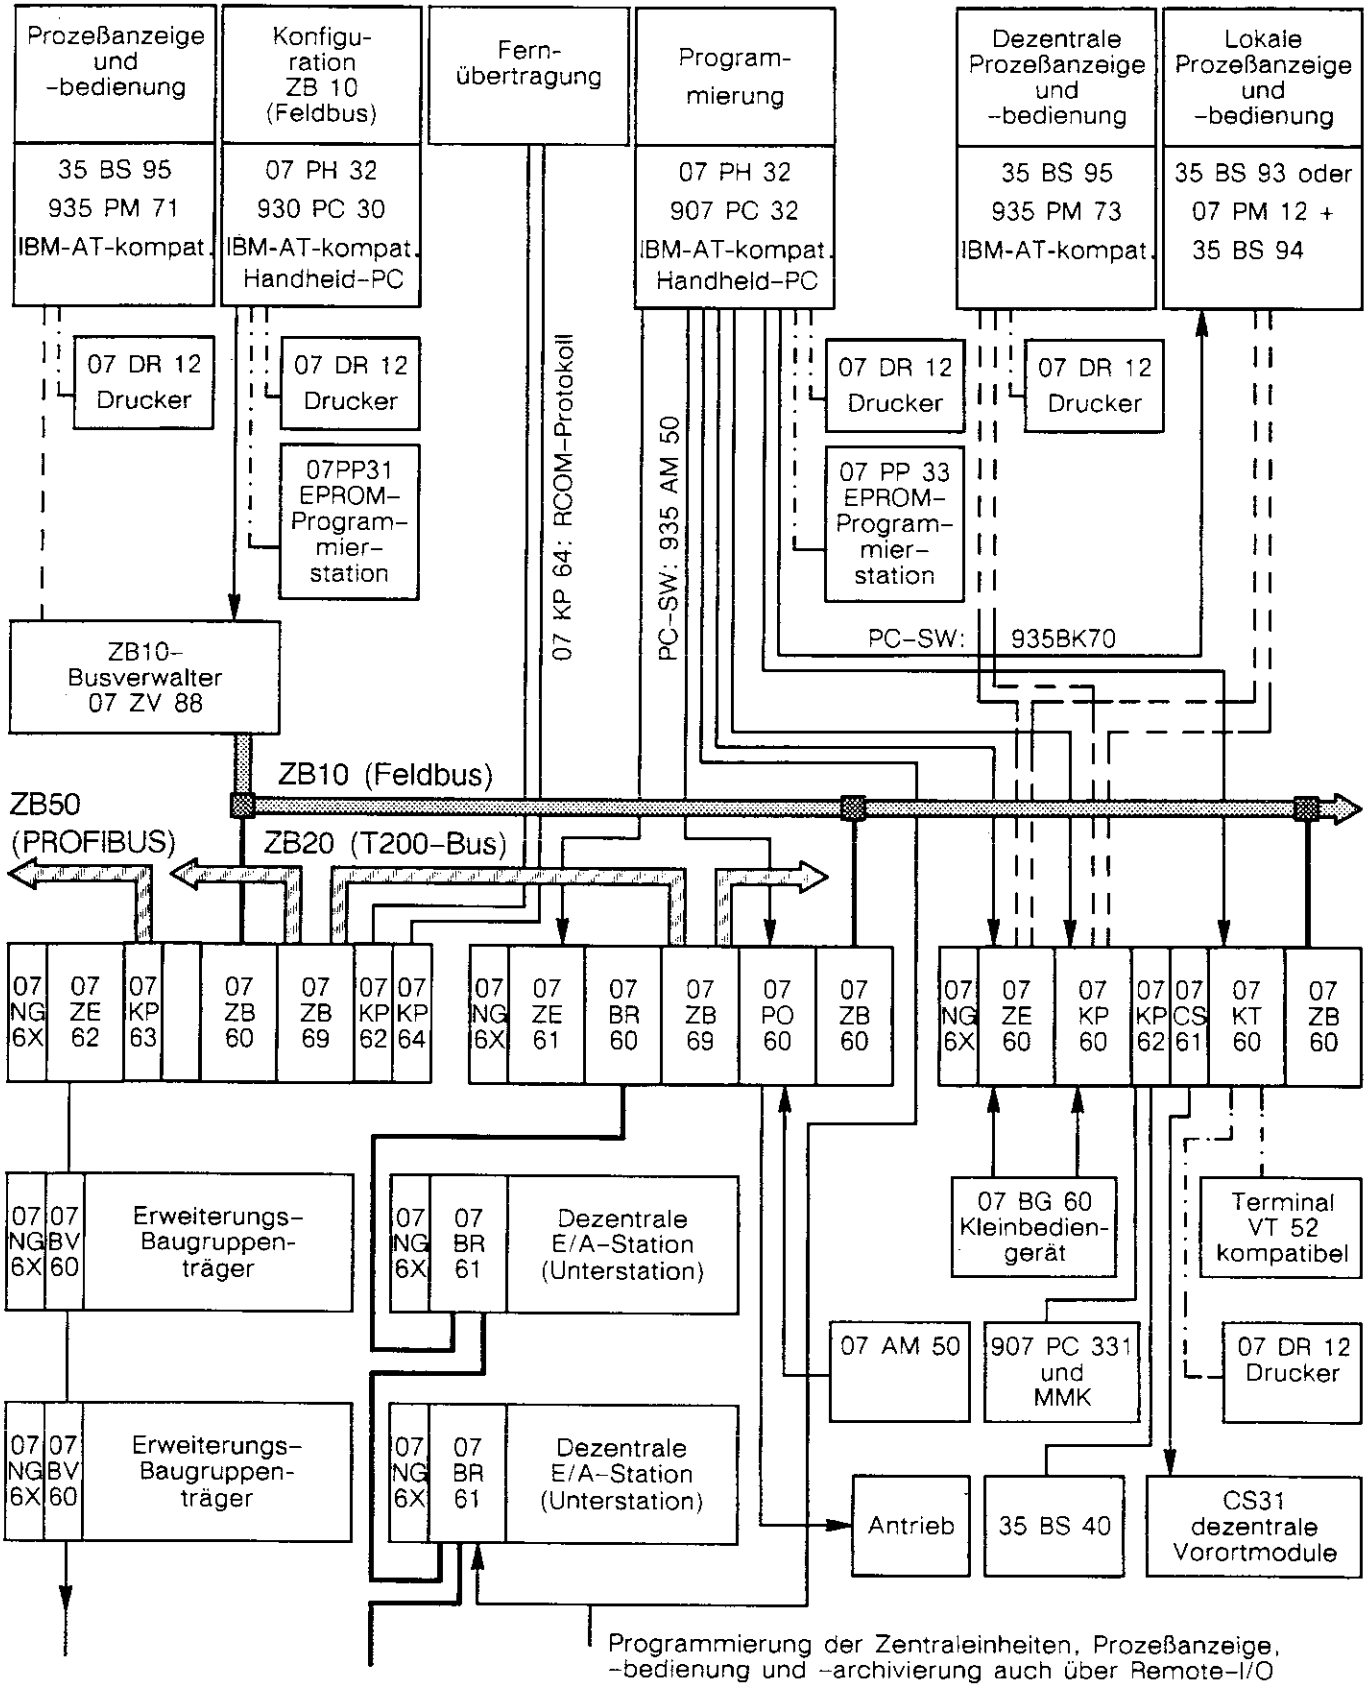 Prozeßanzeige
und
-bedienung
Konfigu-
ration
ZB 10
(Feldbus)
Fern-
übertragung
Program-
mierung
Dezentrale
Prozeßanzeige
und
-bedienung
Lokale
Prozeßanzeige
und
-bedienung
35 BS 95
935 PM 71
IBM-AT-kompat.
07 PH 32
930 PC 30
IBM-AT-kompat.
Handheld-PC
07 PH 32
907 PC 32
IBM-AT-kompat.
Handheld-PC
35 BS 95
935 PM 73
IBM-AT-kompat.
35 BS 93 oder
07 PM 12 +
35 BS 94
07 DR 12
Drucker
07 DR 12
Drucker
07 DR 12
Drucker
07 DR 12
Drucker
07PP31
EPROM-
Program-
mier-
station
07 KP 64: RCOM-Protokoll
PC-SW: 935 AM 50
07 PP 33
EPROM-
Program-
mier-
station
PC-SW: 935BK70
ZB10-
Busverwalter
07 ZV 88
ZB10 (Feldbus)
ZB50
(PROFIBUS)
ZB20 (T200-Bus)
07
NG
6X
07
ZE
62
07
KP
63
07
ZB
60
07
ZB
69
07
KP
62
07
KP
64
07
NG
6X
07
ZE
61
07
BR
60
07
ZB
69
07
PO
60
07
ZB
60
07
NG
6X
07
ZE
60
07
KP
60
07
KP
62
07
CS
61
07
KT
60
07
ZB
60
07
NG
6X
07
BV
60
Erweiterungs-
Baugruppen-
träger
07
NG
6X
07
BR
61
Dezentrale
E/A-Station
(Unterstation)
07 BG 60
Kleinbedien-
gerät
Terminal
VT 52
kompatibel
07 AM 50
907 PC 331
und
MMK
07 DR 12
Drucker
07
NG
6X
07
BV
60
Erweiterungs-
Baugruppen-
träger
07
NG
6X
07
BR
61
Dezentrale
E/A-Station
(Unterstation)
Antrieb
35 BS 40
CS31
dezentrale
Vorortmodule
Programmierung der Zentraleinheiten, Prozeßanzeige,
-bedienung und -archivierung auch über Remote-I/O